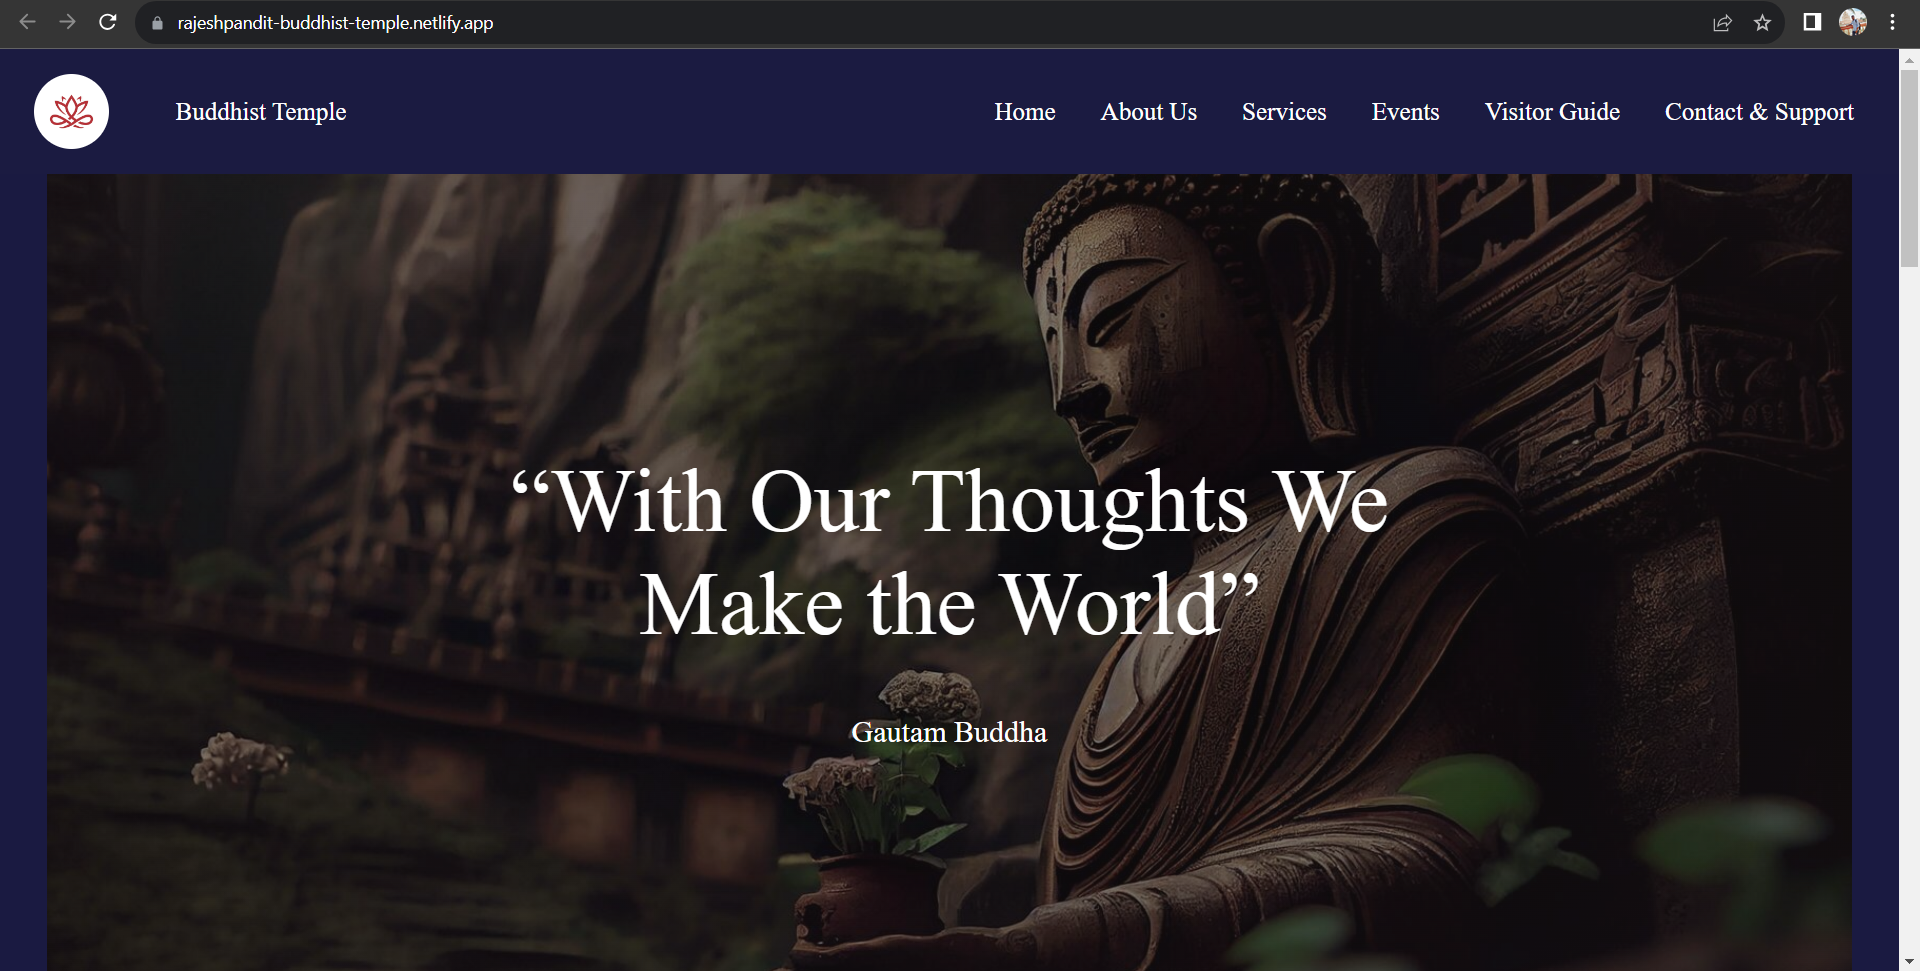 rajeshpandit-buddhist-temple.netlify.app
Buddhist Temple
Home About Us Services Events Visitor Guide Contact & Support
“With Our Thoughts We
Make the World”
Gautam Buddha